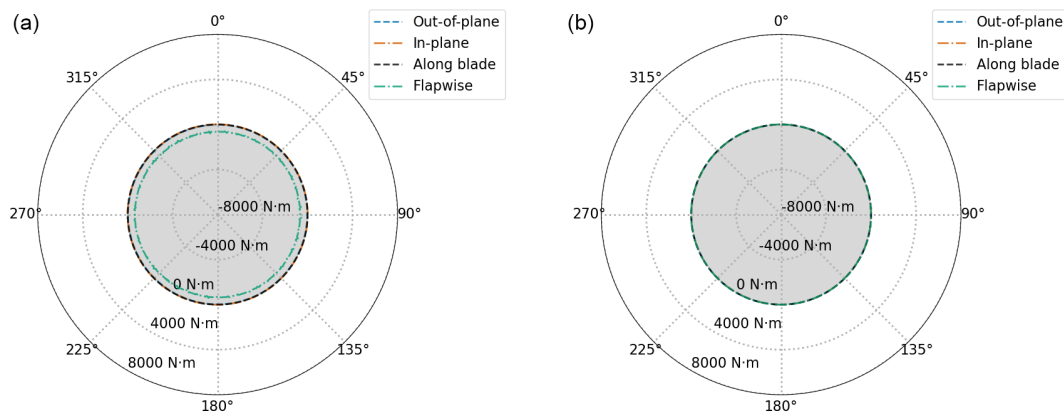 (a)
0°
45°
90°
135°
180°
225°
270°
315°
-8000 N·m
-4000 N·m
0 N·m
4000 N·m
8000 N·m
Out-of-plane
In-plane
Along blade
Flapwise
(b)
0°
45°
90°
135°
180°
225°
270°
315°
-8000 N·m
-4000 N·m
0 N·m
4000 N·m
8000 N·m
Out-of-plane
In-plane
Along blade
Flapwise